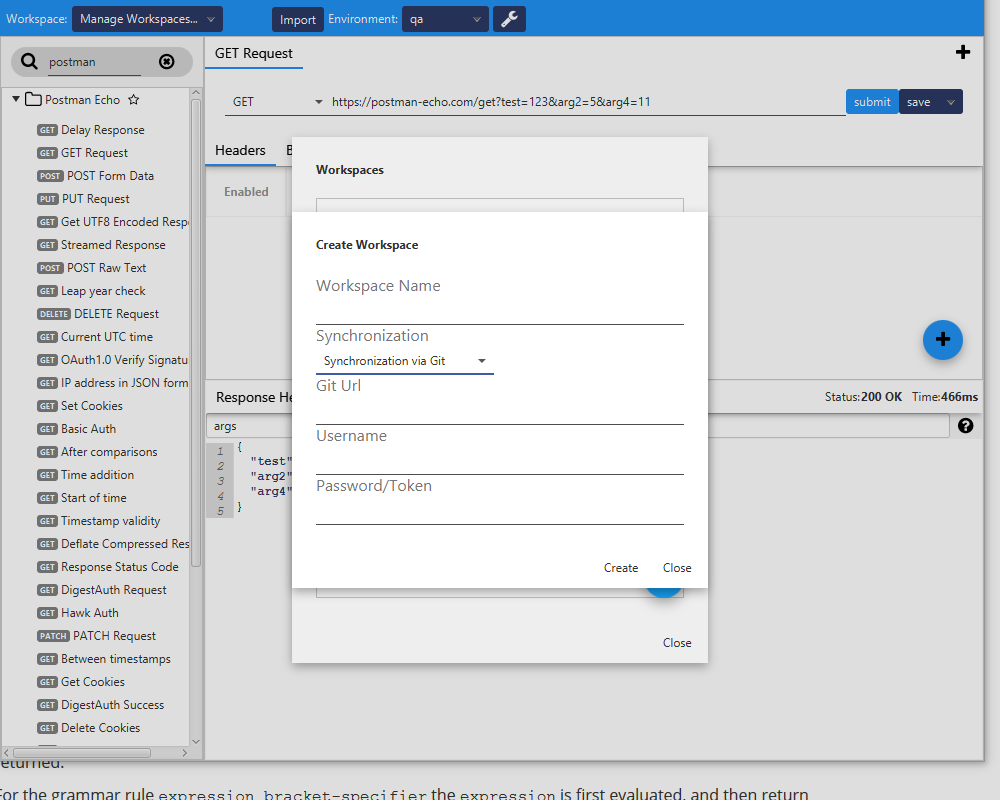 Workspace: Manage Workspaces... Import Environment: qa
postman
GET Request
Postman Echo
GET Delay Response
GET GET Request
POST POST Form Data
PUT PUT Request
GET Get UTF8 Encoded Resp
GET Streamed Response
POST POST Raw Text
GET Leap year check
DELETE DELETE Request
GET Current UTC time
GET OAuth1.0 Verify Signatu
GET IP address in JSON form
GET Set Cookies
GET Basic Auth
GET After comparisons
GET Time addition
GET Start of time
GET Timestamp validity
GET Deflate Compressed Res
GET Response Status Code
GET DigestAuth Request
GET Hawk Auth
PATCH PATCH Request
GET Between timestamps
GET Get Cookies
GET DigestAuth Success
GET Delete Cookies
GET https://postman-echo.com/get?test=123&arg2=5&arg4=11 submit save
Headers B
Enabled
Response He Status:200 OK Time:466ms
args
1 {
2 "test"
3 "arg2"
4 "arg4"
5 }
Workspaces
Create Workspace
Workspace Name
Synchronization
Synchronization via Git
Git Url
Username
Password/Token
Create Close
Close
returned.
For the grammar rule expression bracket-specifier the expression is first evaluated, and then return